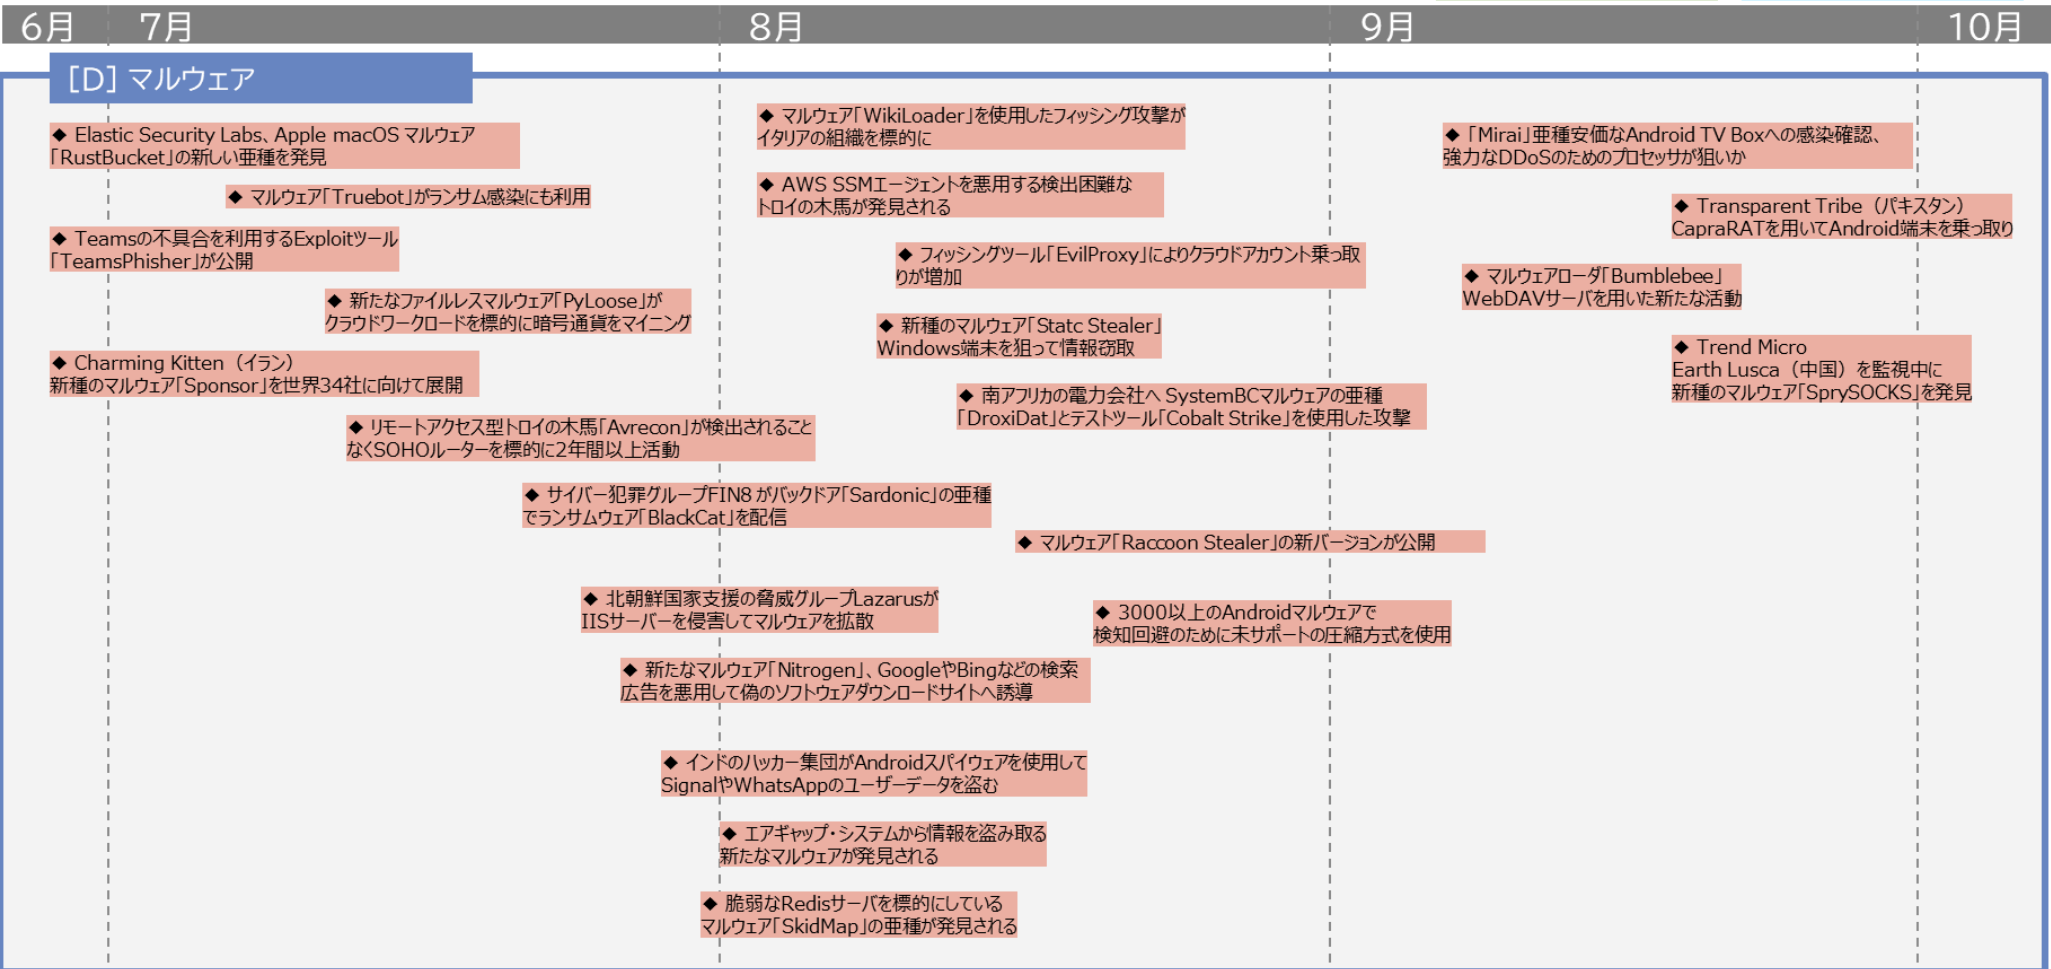 6月
7月
8月
9月
10月
[D] マルウェア
◆ Elastic Security Labs、Apple macOS マルウェア
「RustBucket」の新しい亜種を発見
◆ マルウェア「Truebot」がランサム感染にも利用
◆ Teamsの不具合を利用するExploitツール
「TeamsPhisher」が公開
◆ 新たなファイルレスマルウェア「PyLoose」が
クラウドワークロードを標的に暗号通貨をマイニング
◆ Charming Kitten（イラン）
新種のマルウェア「Sponsor」を世界34社に向けて展開
◆ リモートアクセス型トロイの木馬「Avrecon」が検出されること
なくSOHOルーターを標的に2年間以上活動
◆ サイバー犯罪グループFIN8 がバックドア「Sardonic」の亜種
でランサムウェア「BlackCat」を配信
◆ 北朝鮮国家支援の脅威グループLazarusが
IISサーバーを侵害してマルウェアを拡散
◆ 新たなマルウェア「Nitrogen」、GoogleやBingなどの検索
広告を悪用して偽のソフトウェアダウンロードサイトへ誘導
◆ インドのハッカー集団がAndroidスパイウェアを使用して
SignalやWhatsAppのユーザーデータを盗む
◆ エアギャップ・システムから情報を盗み取る
新たなマルウェアが発見される
◆ 脆弱なRedisサーバを標的にしている
マルウェア「SkidMap」の亜種が発見される
◆ マルウェア「WikiLoader」を使用したフィッシング攻撃が
イタリアの組織を標的に
◆ AWS SSMエージェントを悪用する検出困難な
トロイの木馬が発見される
◆ フィッシングツール「EvilProxy」によりクラウドアカウント乗っ取
りが増加
◆ 新種のマルウェア「Statc Stealer」
Windows端末を狙って情報窃取
◆ 南アフリカの電力会社へ SystemBCマルウェアの亜種
「DroxiDat」とテストツール「Cobalt Strike」を使用した攻撃
◆ マルウェア「Raccoon Stealer」の新バージョンが公開
◆ 3000以上のAndroidマルウェアで
検知回避のために未サポートの圧縮方式を使用
◆ 「Mirai」亜種安価なAndroid TV Boxへの感染確認、
強力なDDoSのためのプロセッサが狙いか
◆ Transparent Tribe（パキスタン）
CapraRATを用いてAndroid端末を乗っ取り
◆ マルウェアローダ「Bumblebee」
WebDAVサーバを用いた新たな活動
◆ Trend Micro
Earth Lusca（中国）を監視中に
新種のマルウェア「SprySOCKS」を発見